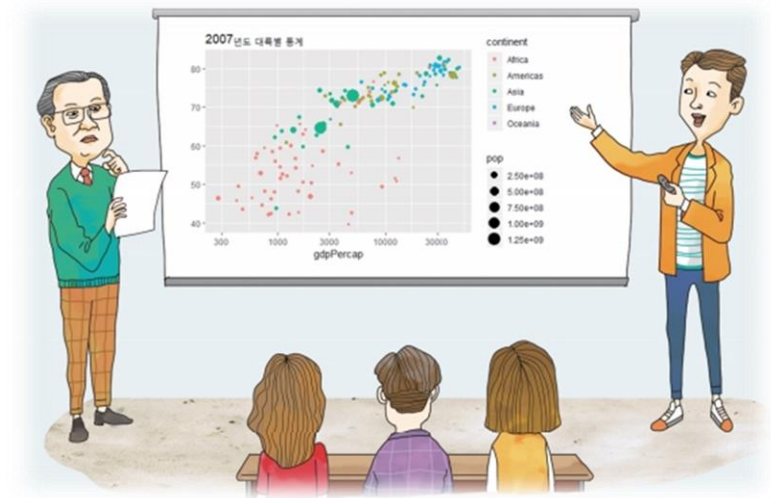 2007년도 대륙별 통계
80
70
60
50
40
300 1000 3000 10000 30000
gdpPercap
continent
Africa
Americas
Asia
Europe
Oceania
pop
2.50e+08
5.00e+08
7.50e+08
1.00e+09
1.25e+09